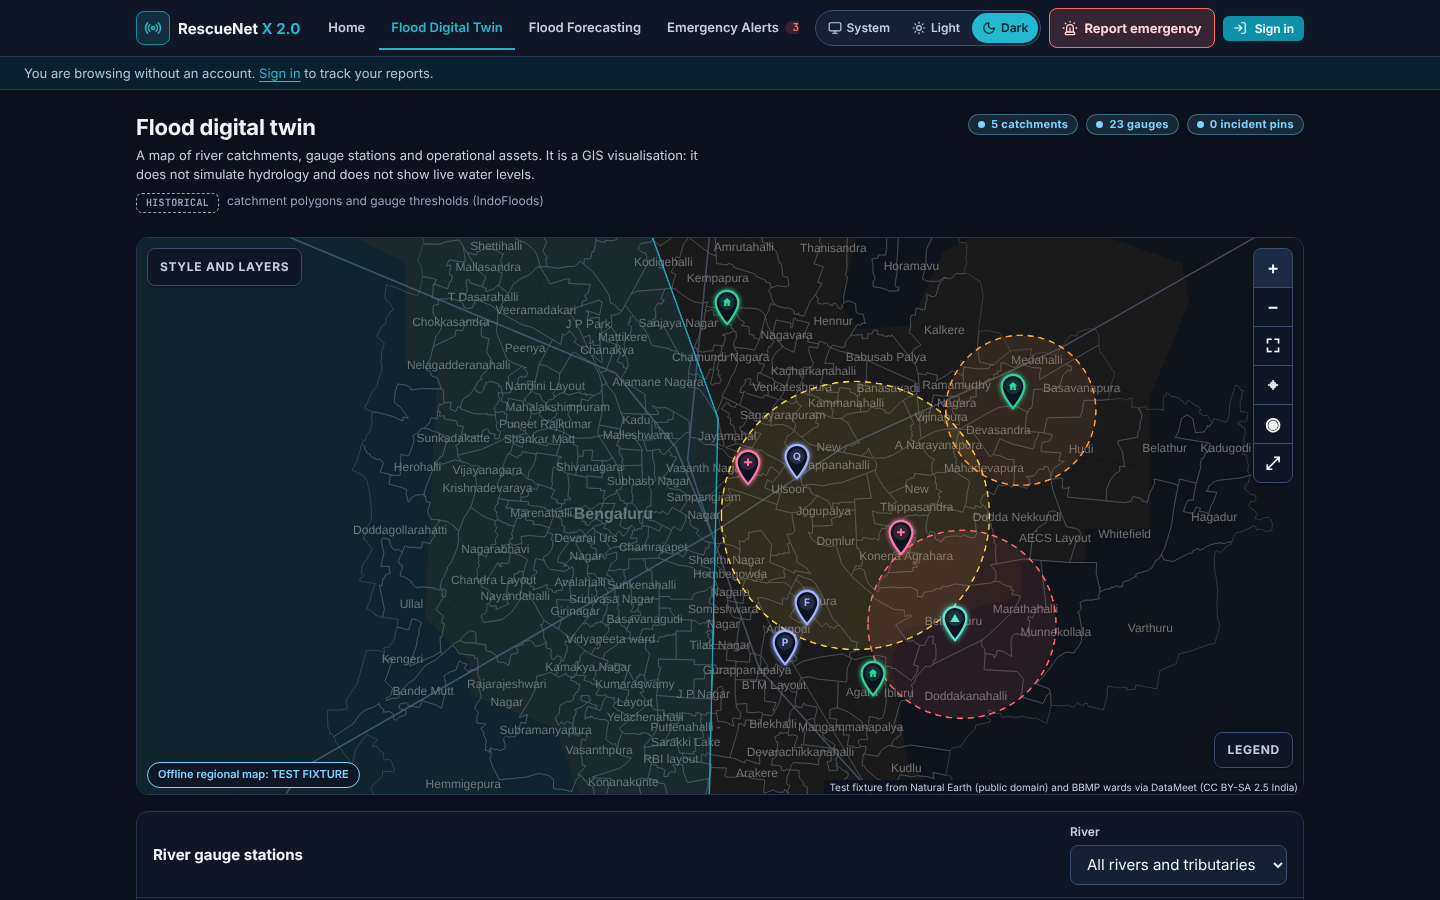 RescueNet X 2.0
Home
Flood Digital Twin
Flood Forecasting
Emergency Alerts 3
System
Light
Dark
Report emergency
Sign in
You are browsing without an account. Sign in to track your reports.
Flood digital twin
5 catchments
23 gauges
0 incident pins
A map of river catchments, gauge stations and operational assets. It is a GIS visualisation: it
does not simulate hydrology and does not show live water levels.
HISTORICAL catchment polygons and gauge thresholds (IndoFloods)
STYLE AND LAYERS
Shettihalli
Mallasandra
Kodigehalli
Amrutahalli
Thanisandra
Horamavu
Kempapura
T Dasarahalli
Veeramadakari
Chokkasandra
J P Park
Mattikere
Chanakya
Sanjaya Nagar
Hennur
Nagavara
Kalkere
Peenya
Nelagadderanahalli
Chamundi Nagara
Babusab Palya
Medahalli
Kacharkanahalli
Nandini Layout
Aramane Nagara
Venkateshpura
Banasavadi
Ramamurthy
Nagara
Basavanapura
Mahalakshmipuram
Kammanahalli
Puneet Rajkumar
Kadu
Malleshwara
Sagayarapuram
Vijinapura
Sunkadakatte
Shankar Matt
Jayamahal
Devasandra
New
A Narayanapura
Hudi
Belathur
Kadugodi
Herohalli
Vijayanagara
Shivanagara
Vasanth Nagar
Mahadevapura
Krishnadevaraya
Subhash Nagar
Ulsoor
New
Thippasandra
Sampangiram
Nagar
Marenahalli
Bengaluru
Jogupalya
Dodda Nekkundi
Hagadur
Doddagollarahatti
Devaraj Urs
Nagar
Chamrajapet
Domlur
AECS Layout
Whitefield
Nagarabhavi
Shanthi Nagar
Konena Agrahara
Hombegowda
Nagara
Chandra Layout
Avalahalli
Sunkenahalli
Nayandahalli
Srinivasa Nagar
Girinagar
Ullal
Basavanagudi
Someshwara
Nagar
Marathahalli
Munnekollala
Varthuru
Vidyapeeta ward
Tilak Nagar
Kengeri
Kamakya Nagar
Gurappanapalya
Bande Mutt
Rajarajeshwari
Nagar
Kumaraswamy
Layout
J P Nagar
BTM Layout
Agara
Ibluru
Doddakanahalli
Yelachenahalli
Subramanyapura
Puttenahalli -
Sarakki Lake
Bilekhalli
Mangammanapalya
Vasanthpura
RBI layout
Devarachikkanahalli
Hemmigepura
Konanakunte
Arakere
Kudlu
Q
F
P
LEGEND
Offline regional map: TEST FIXTURE
Test fixture from Natural Earth (public domain) and BBMP wards via DataMeet (CC BY-SA 2.5 India)
River gauge stations
River
All rivers and tributaries